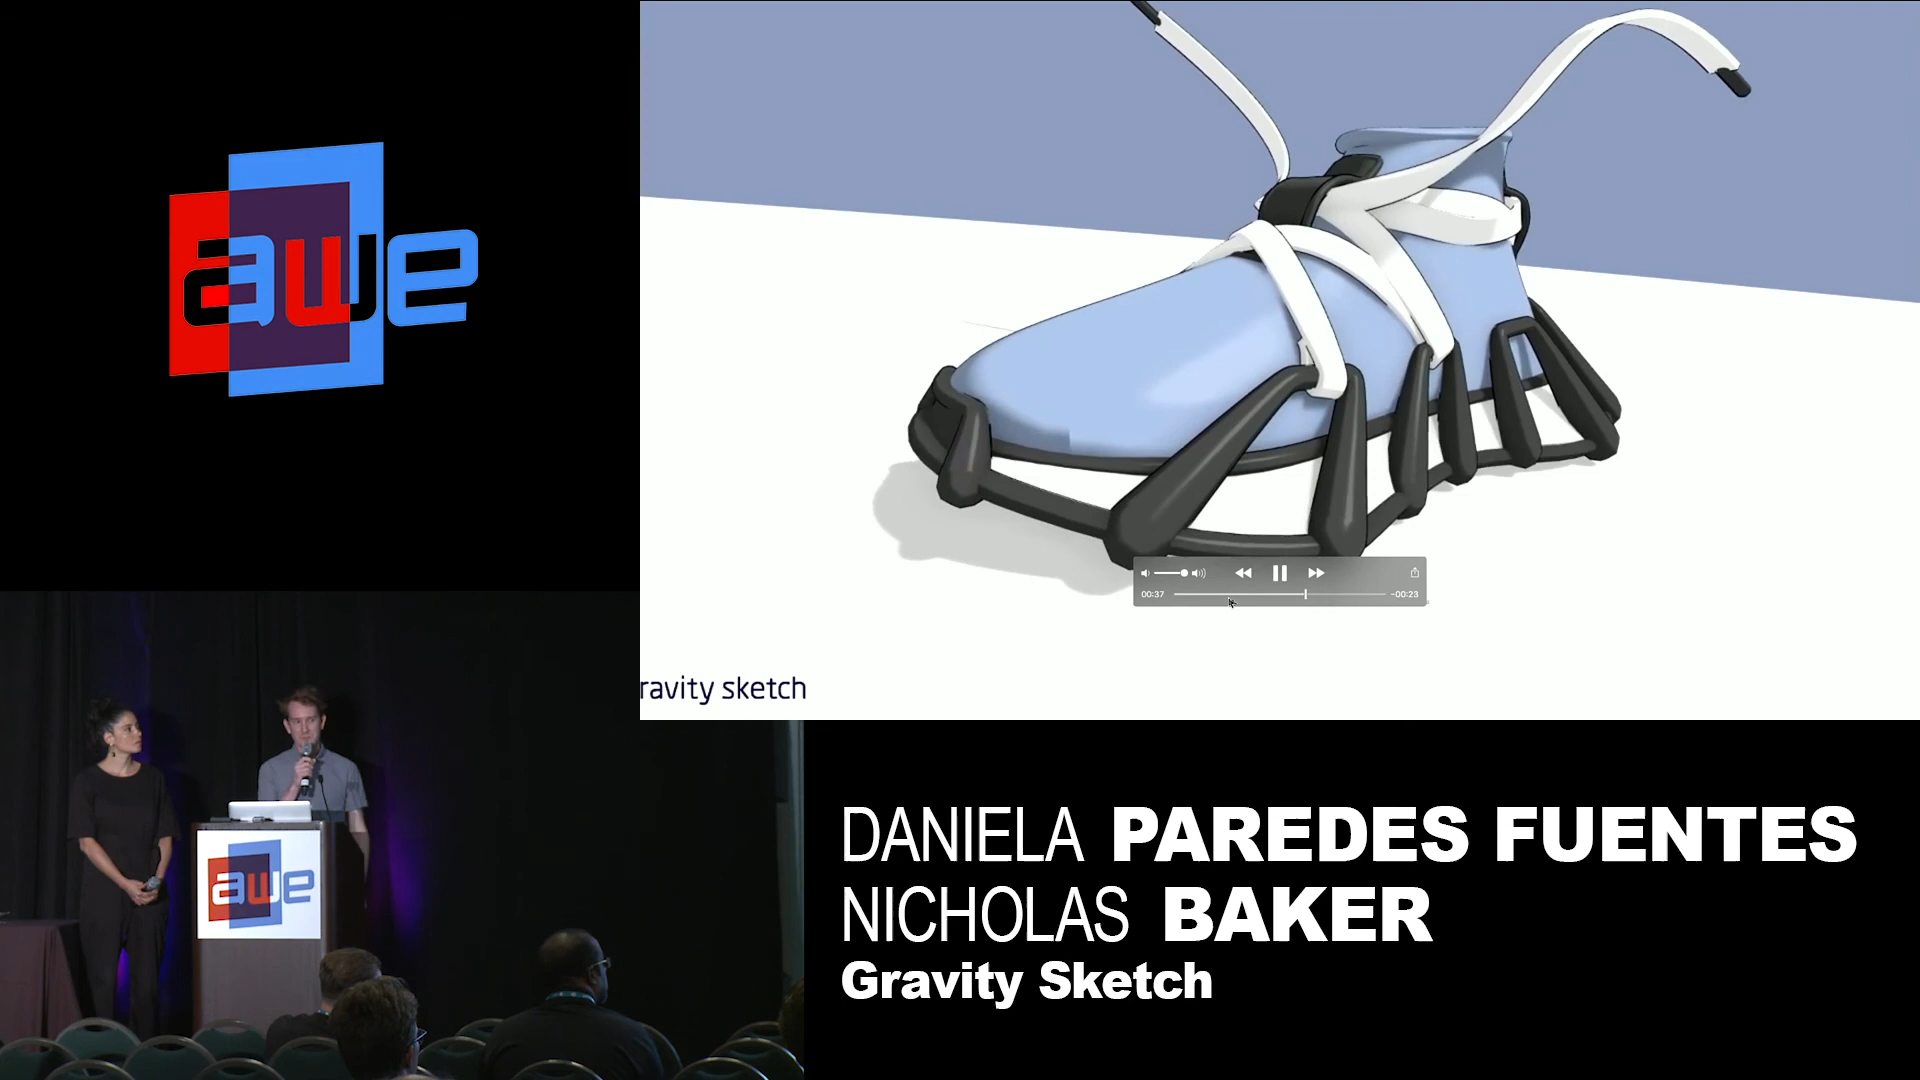 awe
00:37
-00:23
ravity sketch
awe
DANIELA PAREDES FUENTES
NICHOLAS BAKER
Gravity Sketch